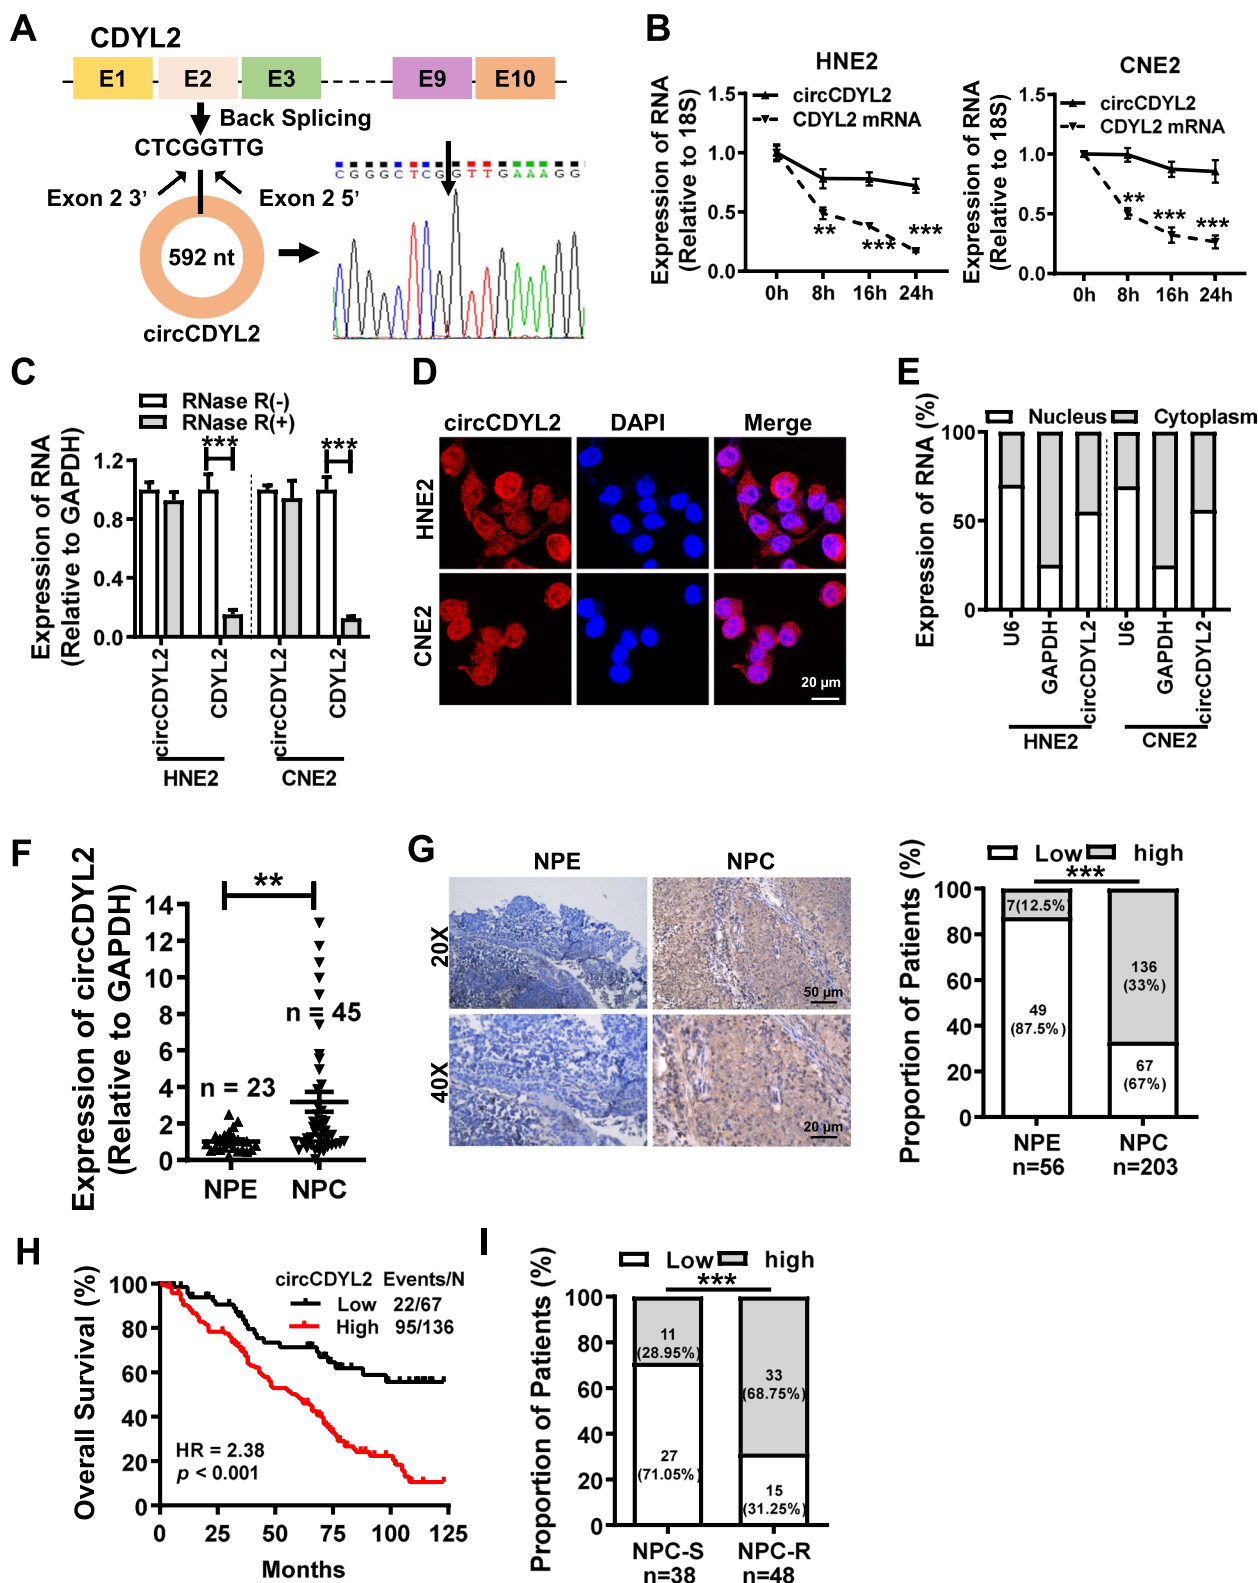 A
CDYL2
E1 E2 E3 E9 E10
Back Splicing
CTCGGTTG
Exon 2 3’ Exon 2 5’
592 nt
circCDYL2
C G G G C T C G G T T G A A A G G
B
HNE2
Expression of RNA
(Relative to 18S)
circCDYL2
CDYL2 mRNA
1.5
1.0
0.5
0.0
** *** ***
0h 8h 16h 24h
CNE2
Expression of RNA
(Relative to 18S)
circCDYL2
CDYL2 mRNA
1.5
1.0
0.5
0.0
** *** ***
0h 8h 16h 24h
C
RNase R(-)
RNase R(+)
*** ***
Expression of RNA
(Relative to GAPDH)
1.2
0.8
0.4
0.0
circCDYL2 CDYL2 circCDYL2 CDYL2
HNE2 CNE2
D
circCDYL2 DAPI Merge
HNE2
CNE2
20 μm
E
Nucleus Cytoplasm
Expression of RNA (%)
100
50
0
U6 GAPDH circCDYL2 U6 GAPDH circCDYL2
HNE2 CNE2
F
Expression of circCDYL2
(Relative to GAPDH)
**
14
12
10
8
6
4
2
0
n = 45
n = 23
NPE NPC
G
NPE NPC
20X
50 μm
40X
20 μm
Low high
***
Proportion of Patients (%)
100
80
60
40
20
0
7(12.5%)
49
(87.5%)
136
(33%)
67
(67%)
NPE NPC
n=56 n=203
H
Overall Survival (%)
100
80
60
40
20
0
circCDYL2 Events/N
Low 22/67
High 95/136
HR = 2.38
p < 0.001
0 25 50 75 100 125
Months
I
Low high
***
Proportion of Patients (%)
100
80
60
40
20
0
11
(28.95%)
27
(71.05%)
33
(68.75%)
15
(31.25%)
NPC-S NPC-R
n=38 n=48